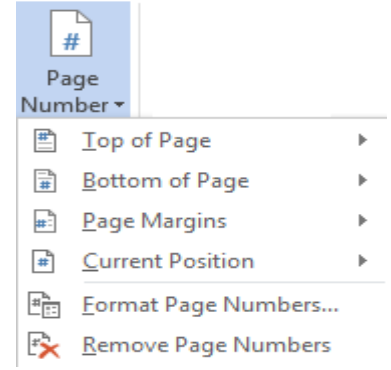 #
Page
Number
Top of Page
Bottom of Page
Page Margins
Current Position
Format Page Numbers...
Remove Page Numbers